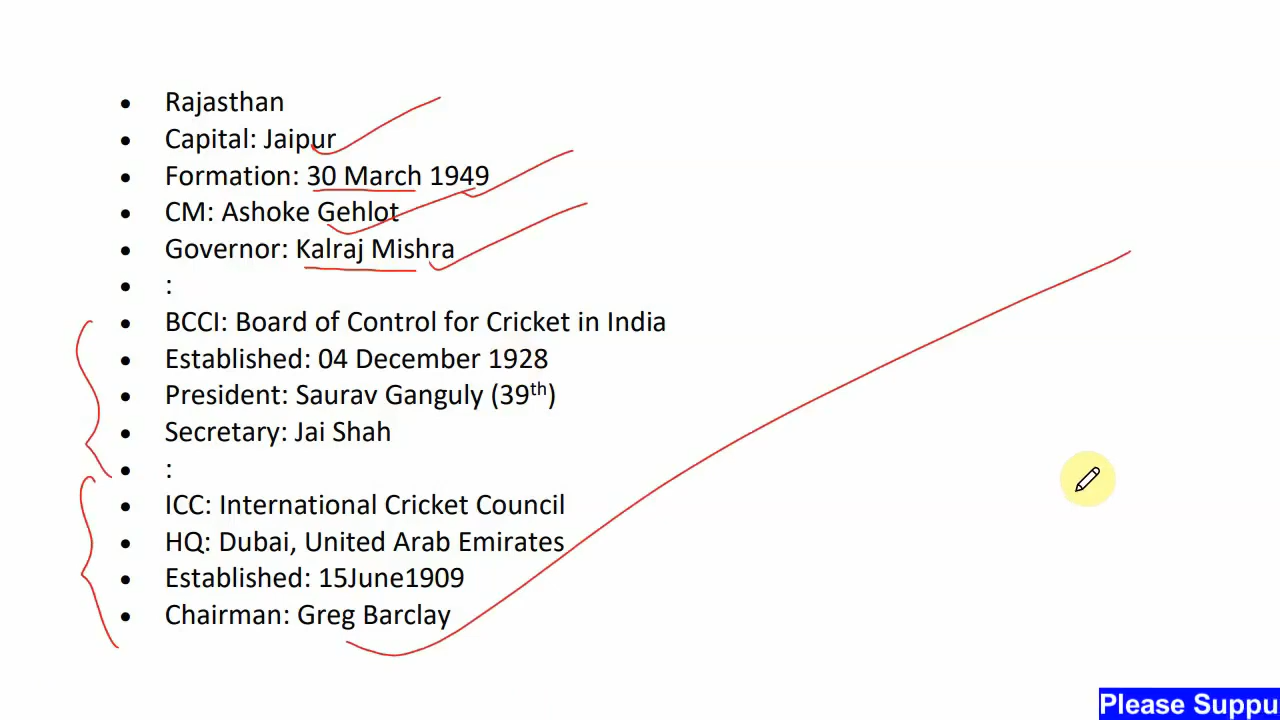 • Rajasthan
• Capital: Jaipur
• Formation: 30 March 1949
• CM: Ashoke Gehlot
• Governor: Kalraj Mishra
• :
• BCCI: Board of Control for Cricket in India
• Established: 04 December 1928
• President: Saurav Ganguly (39th)
• Secretary: Jai Shah
• :
• ICC: International Cricket Council
• HQ: Dubai, United Arab Emirates
• Established: 15June1909
• Chairman: Greg Barclay
Please Suppu